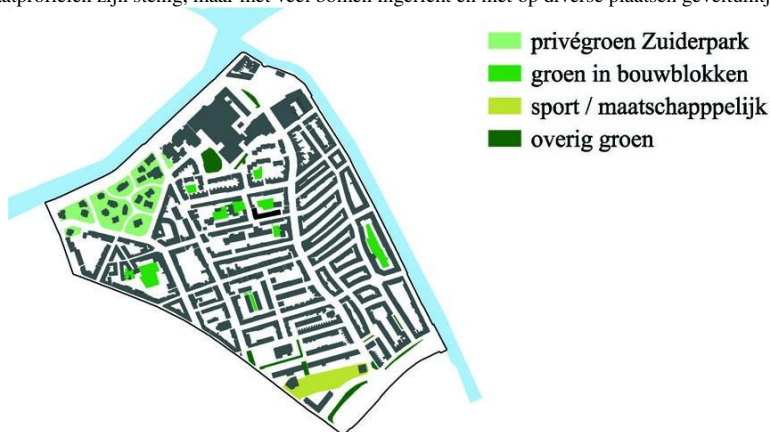 zijn stenig, maar met veel bomen ingericht en met op diverse plaatsen
privégroen Zuiderpark
groen in bouwblokken
sport / maatschapppelijk
overig groen